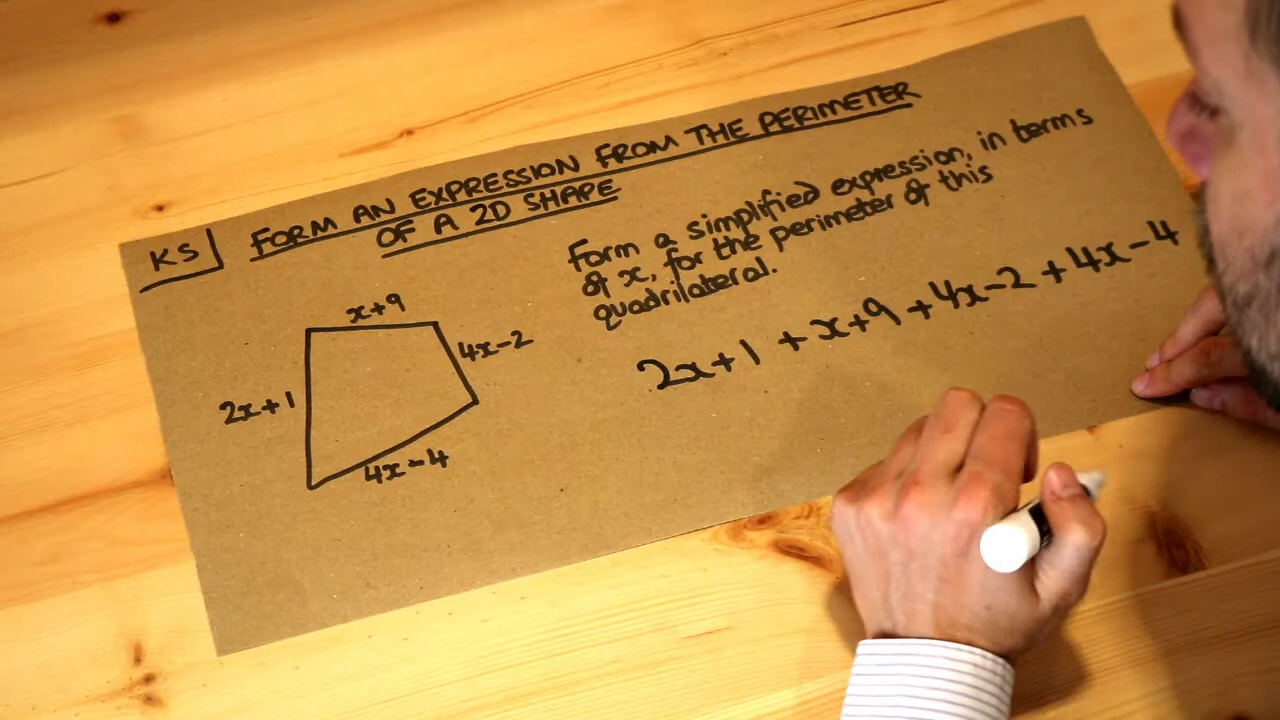 KS
FORM AN EXPRESSION FROM THE PERIMETER
OF A 2D SHAPE
Form a simplified expression, in terms
of x, for the perimeter of this
quadrilateral.
x+9
4x-2
2x+1
4x-4
2x+1 + x+9 +4x-2 +4x-4